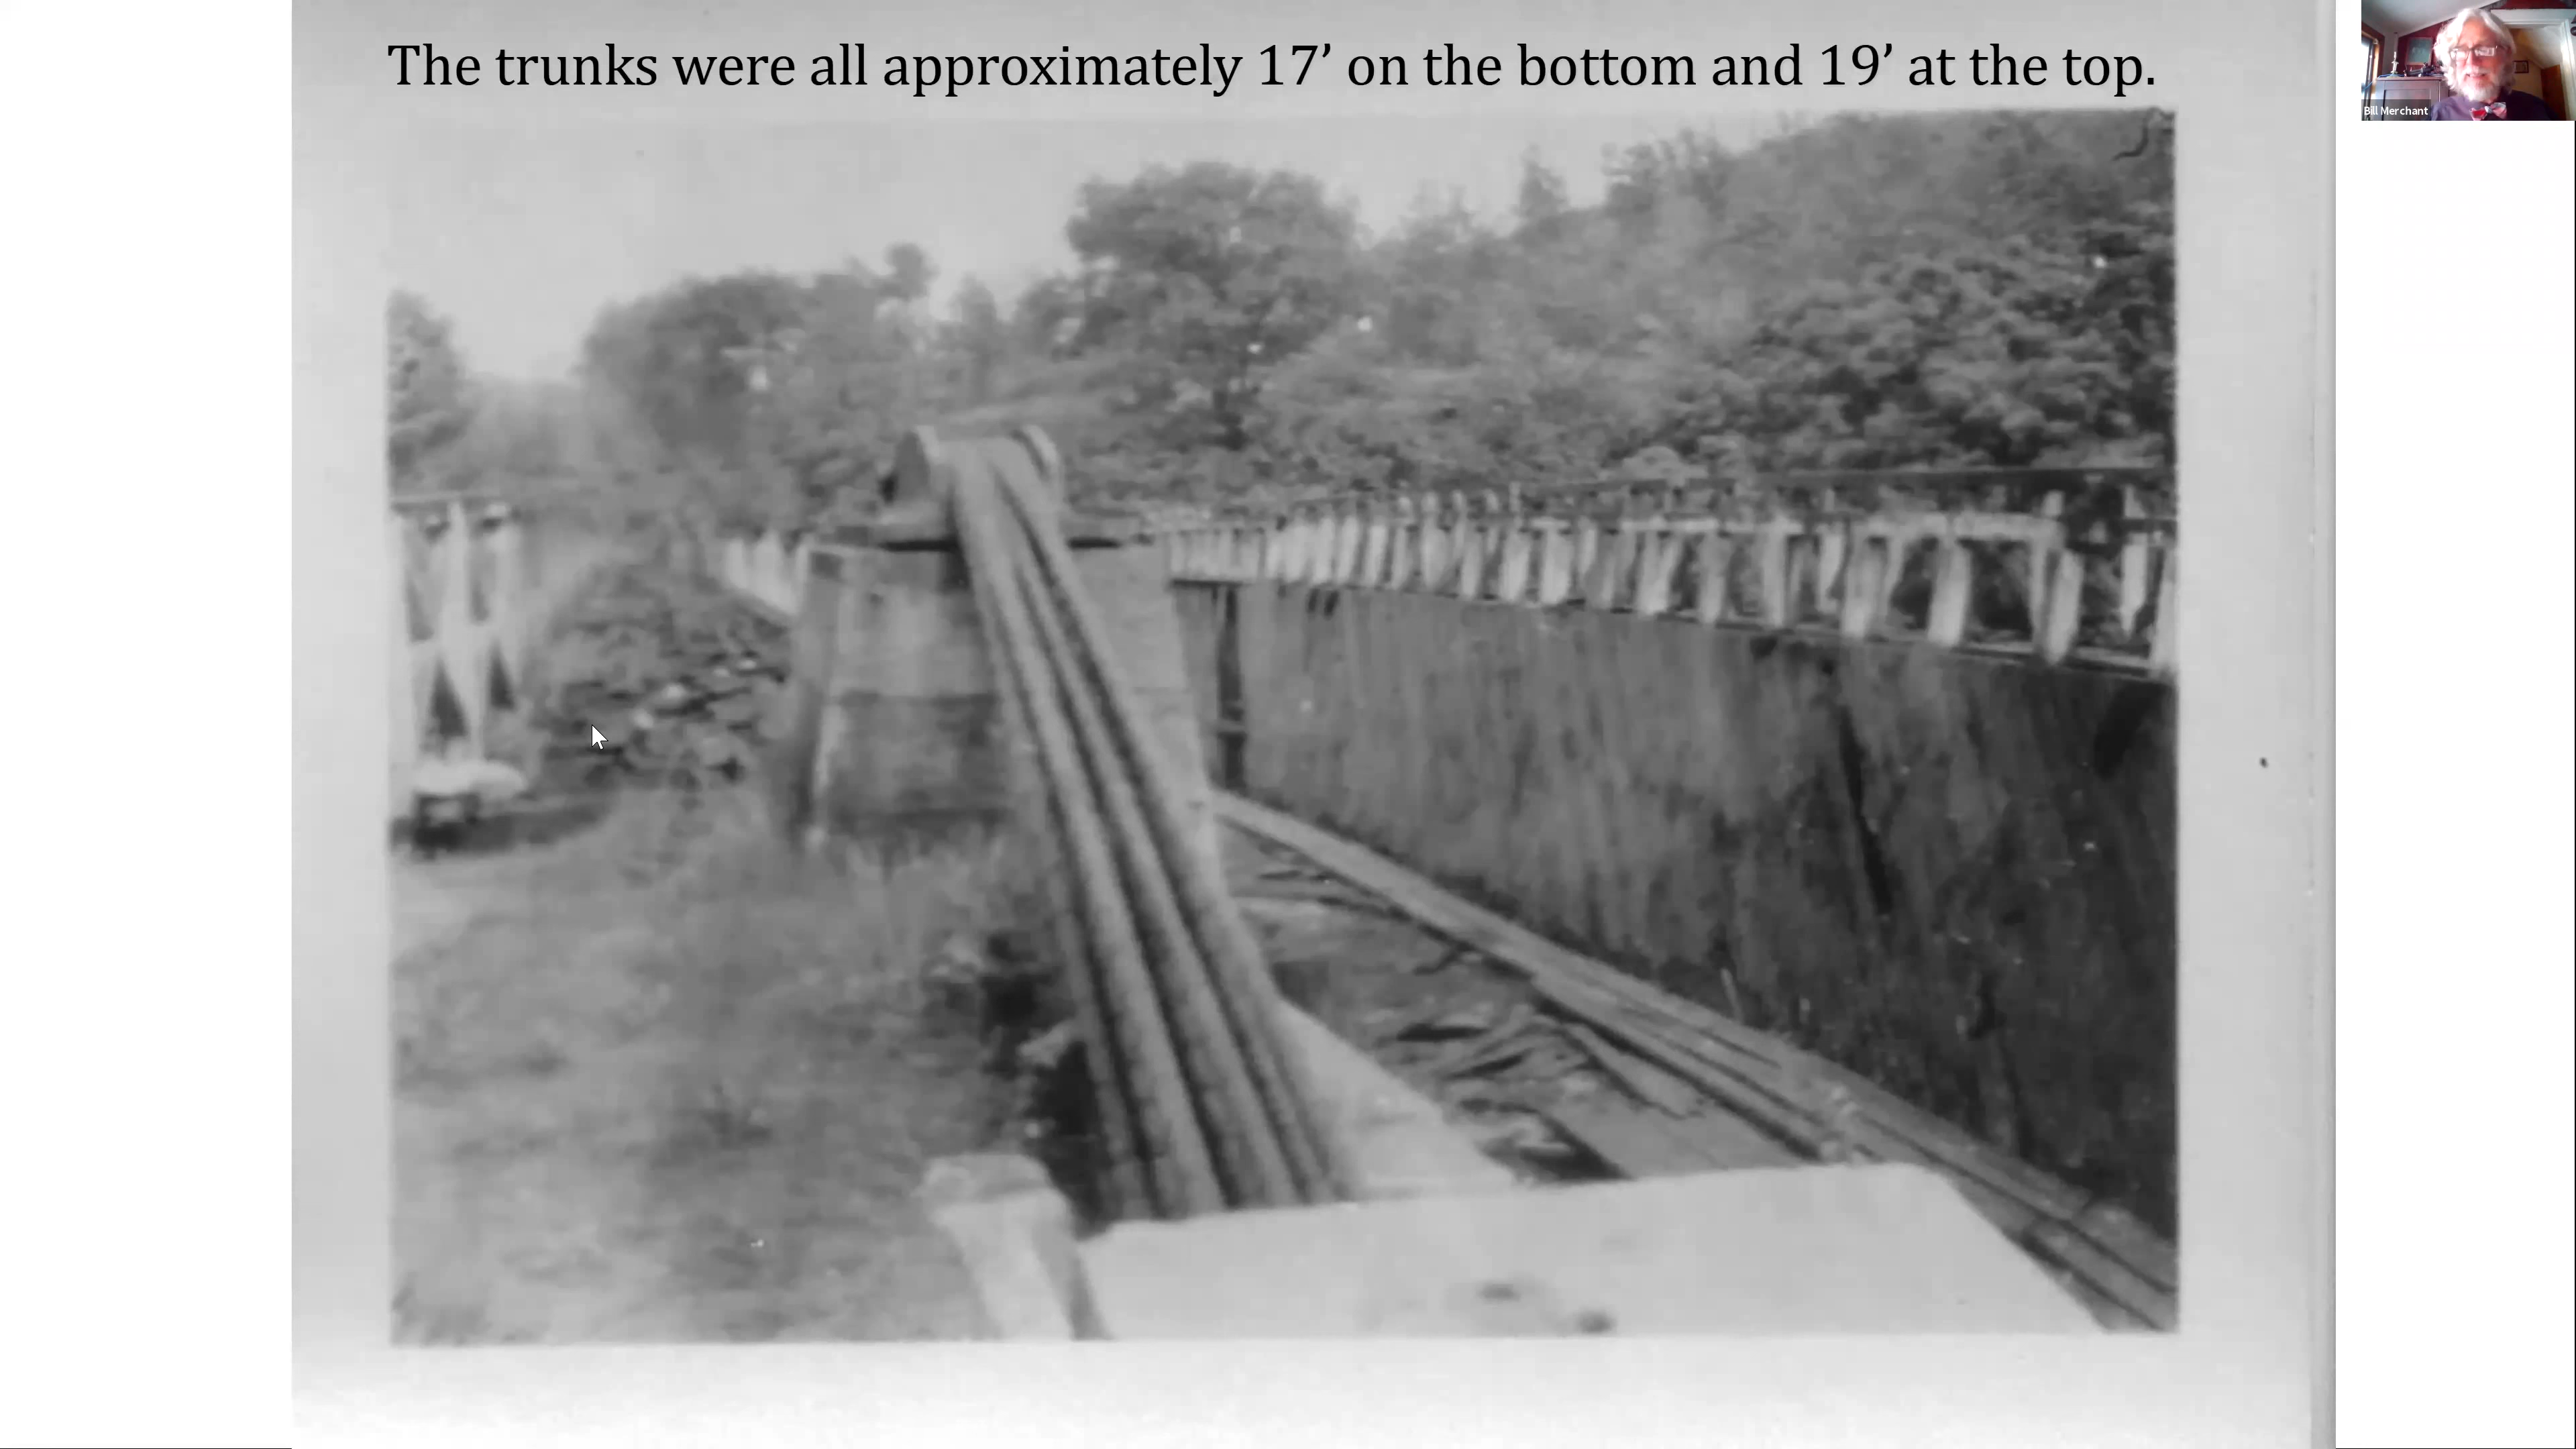 The trunks were all approximately 17’ on the bottom and 19’ at the top.
Bill Merchant